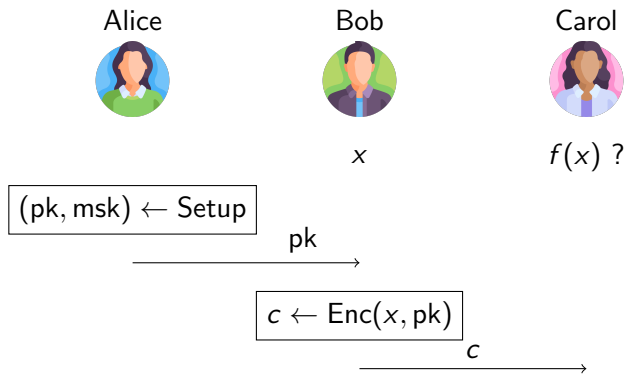 Alice Bob Carol
x f(x) ?
(pk, msk) ← Setup
pk
c ← Enc(x, pk)
c